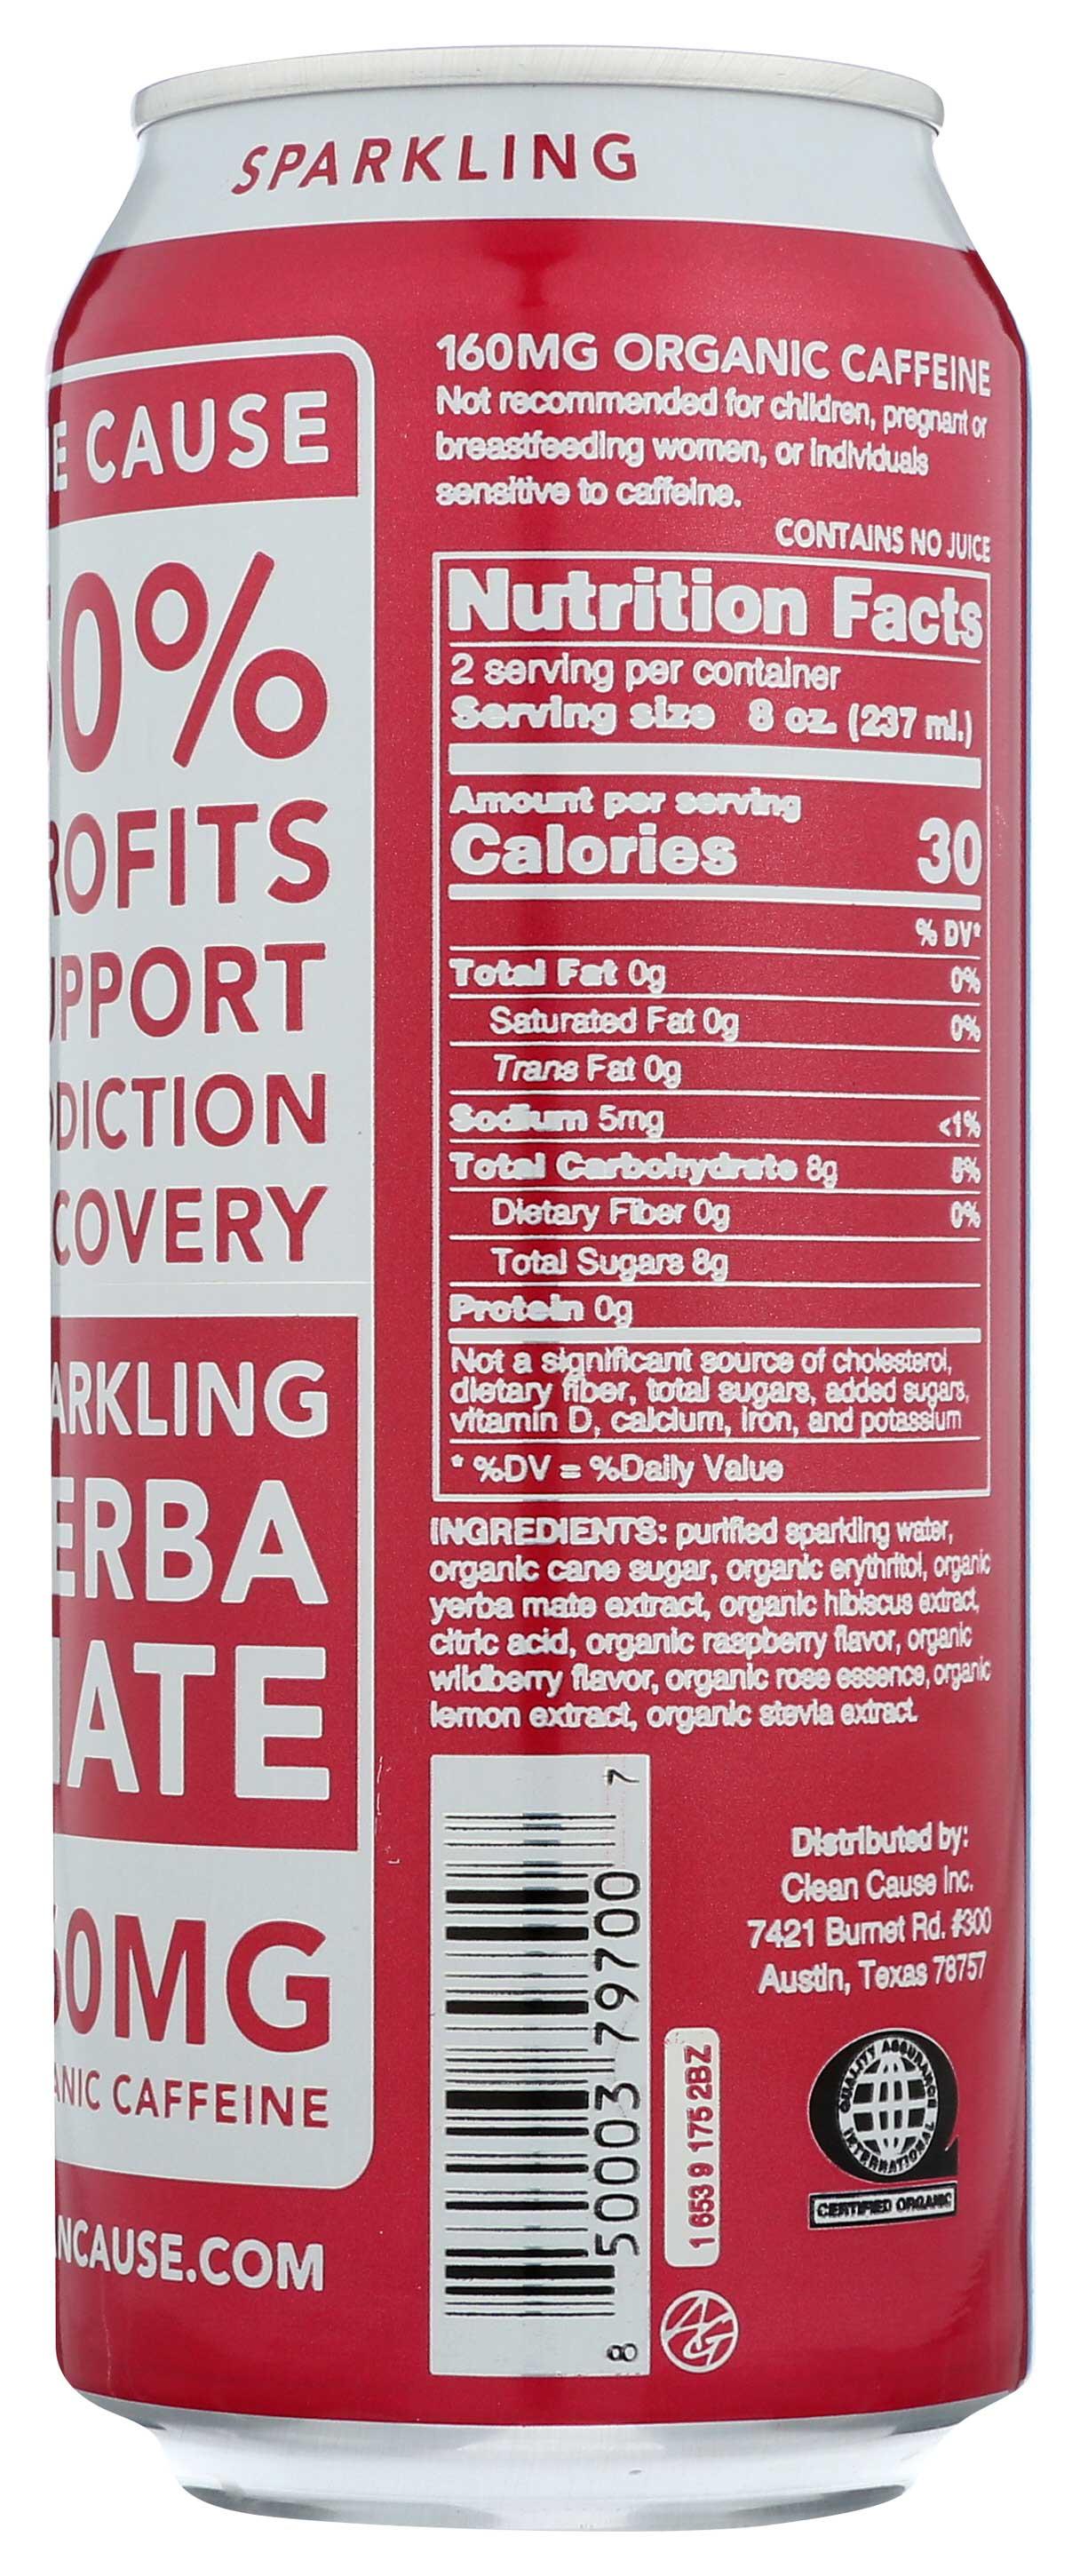 SPARKLING
E CAUSE
0%
ROFITS
UPPORT
DDICTION
COVERY
ARKLING
ERBA
ATE
60MG
ANIC CAFFEINE
NCAUSE.COM
160MG ORGANIC CAFFEINE
Not recommended for children, pregnant or
breastfeeding women, or individuals
sensitive to caffeine.
CONTAINS NO JUICE
Nutrition Facts
2 serving per container
Serving size 8 oz. (237 ml.)
Amount per serving
Calories 30
% DV*
Total Fat 0g 0%
Saturated Fat 0g 0%
Trans Fat 0g
Sodium 5mg <1%
Total Carbohydrate 8g 5%
Dietary Fiber 0g 0%
Total Sugars 8g
Protein 0g
Not a significant source of cholesterol,
dietary fiber, total sugars, added sugars,
vitamin D, calcium, iron, and potassium
* %DV = %Daily Value
INGREDIENTS: purified sparkling water,
organic cane sugar, organic erythritol, organic
yerba mate extract, organic hibiscus extract,
citric acid, organic raspberry flavor, organic
wildberry flavor, organic rose essence, organic
lemon extract, organic stevia extract.
8 50003 79700 7
1 653 9 175 2BZ
AG
Distributed by:
Clean Cause Inc.
7421 Burnet Rd. #300
Austin, Texas 78757
QUALITY ASSURANCE
INTERNATIONAL
CERTIFIED ORGANIC